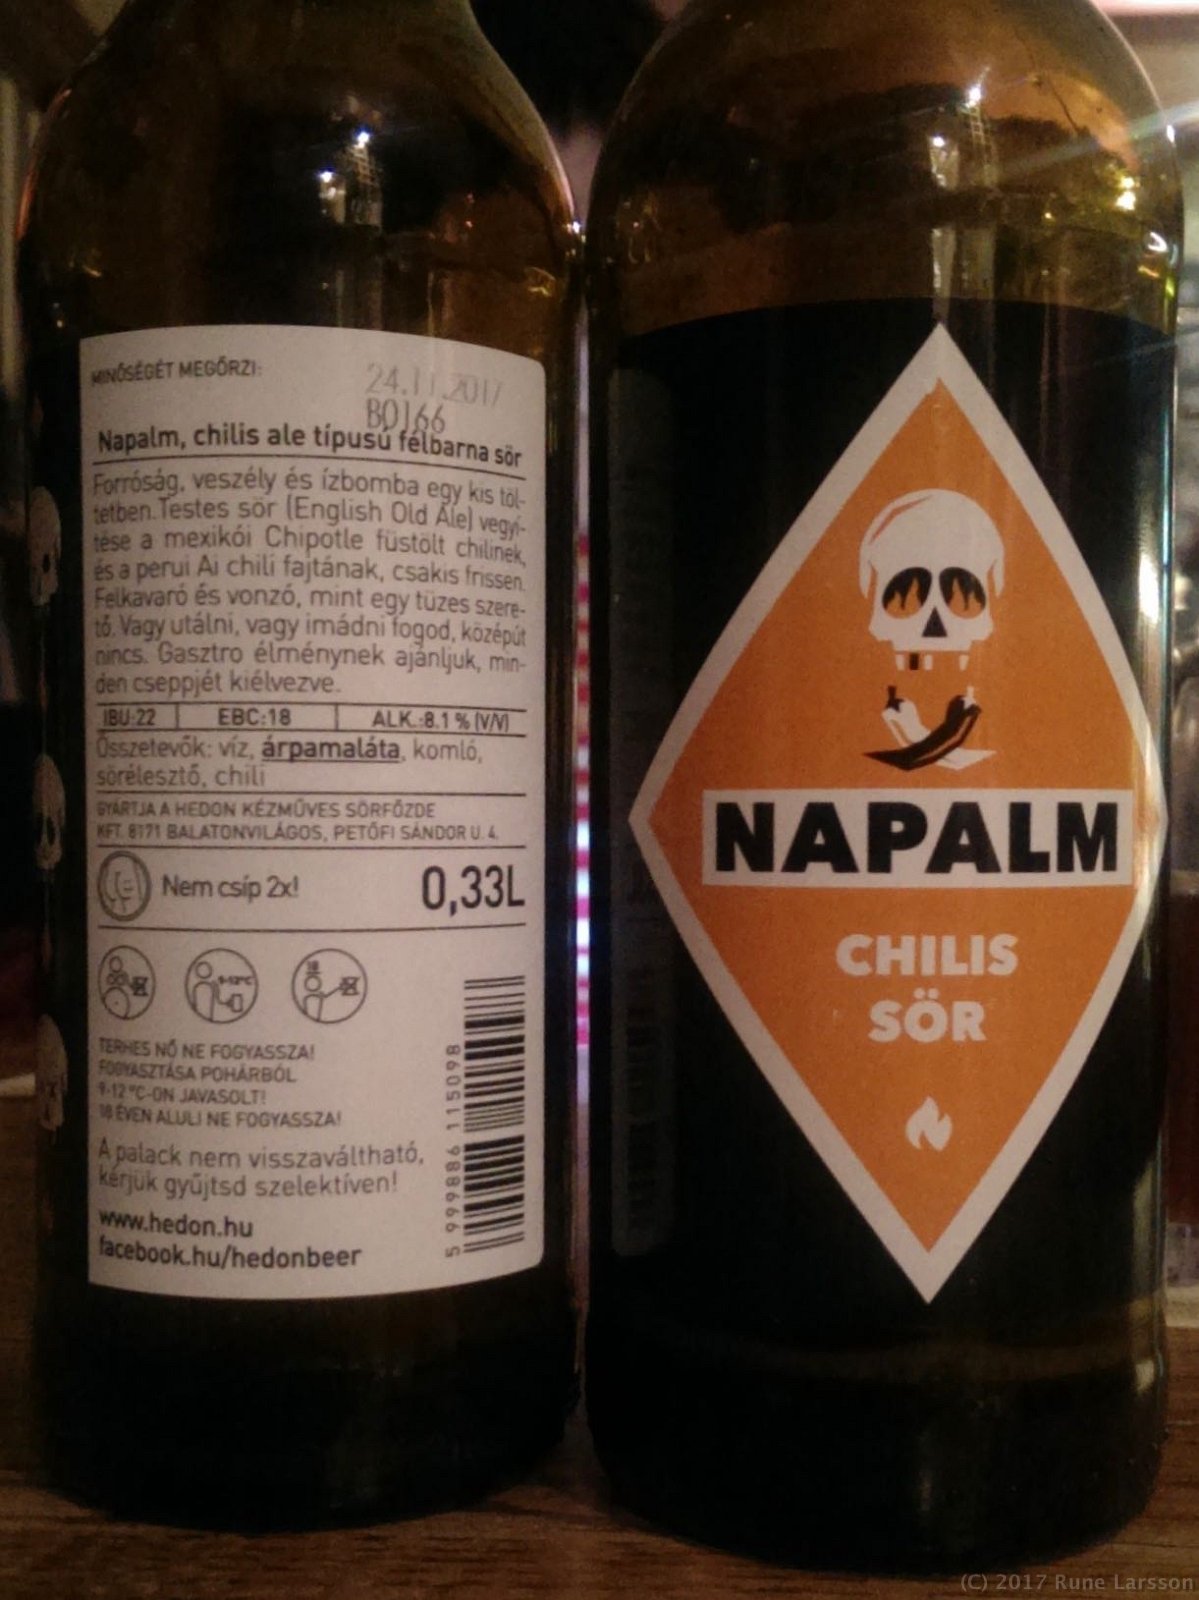 MINŐSÉGÉT MEGŐRZI:
24.11.2017
B0166
Napalm, chilis ale típusú félbarna sör
Forróság, veszély és ízbomba egy kis töl-
tetben. Testes sör (English Old Ale) vegyí-
tése a mexikói Chipotle füstölt chilinek,
és a perui Ai chili fajtának, csakis frissen.
Felkavaró és vonzó, mint egy tüzes szere-
tő. Vagy utálni, vagy imádni fogod, középút
nincs. Gasztro élménynek ajánljuk, min-
den cseppjét kiélvezve.
IBU:22 EBC:18 ALK.:8.1 % (V/V)
Összetevők: víz, árpamaláta, komló,
sörélesztő, chili
GYÁRTJA A HEDON KÉZMŰVES SÖRFŐZDE
KFT. 8171 BALATONVILÁGOS, PETŐFI SÁNDOR U. 4.
Nem csíp 2x!
0,33L
9-12°C
18
TERHES NŐ NE FOGYASSZA!
FOGYASZTÁSA POHÁRBÓL
9-12 °C-ON JAVASOLT!
18 ÉVEN ALULI NE FOGYASSZA!
A palack nem visszaváltható,
kérjük gyűjtsd szelektíven!
www.hedon.hu
facebook.hu/hedonbeer
5 999886 115098
NAPALM
CHILIS
SÖR
(C) 2017 Rune Larsson